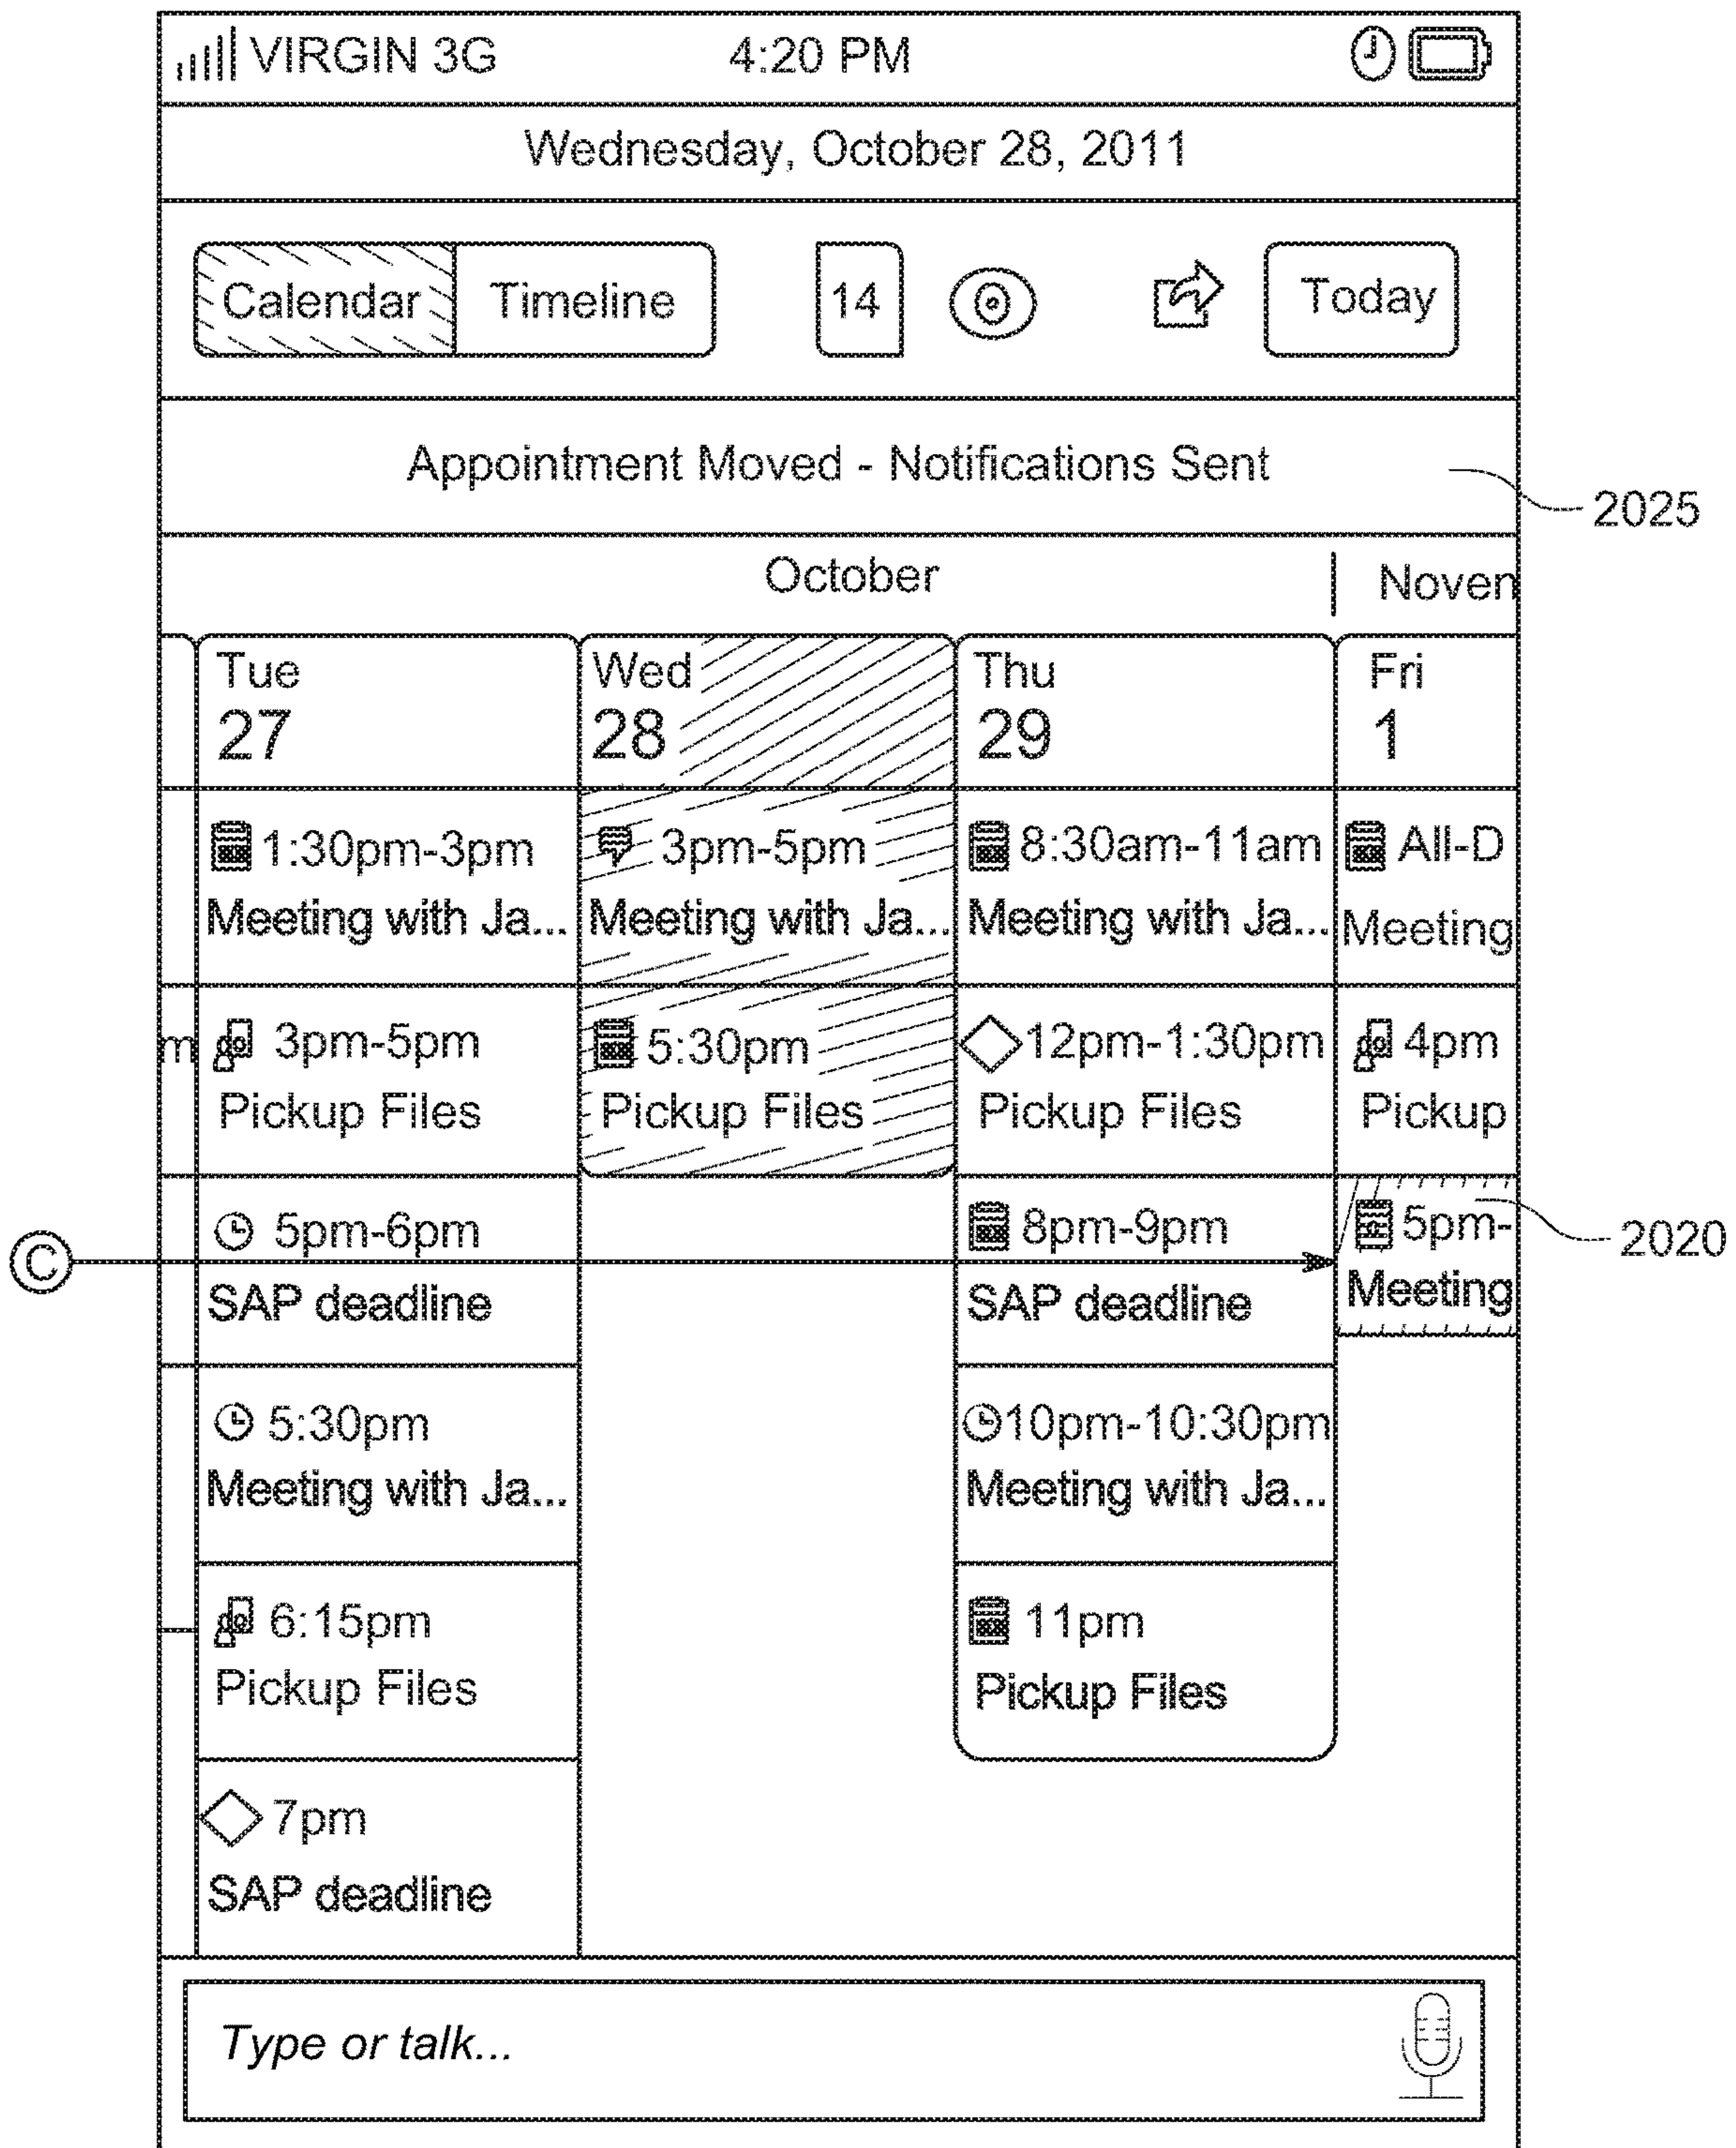 VIRGIN 3G 4:20 PM
Wednesday, October 28, 2011
Calendar Timeline 14 Today
Appointment Moved - Notifications Sent
2025
October Noven
Tue Wed Thu Fri
27 28 29 1
1:30pm-3pm 3pm-5pm 8:30am-11am All-D
Meeting with Ja... Meeting with Ja... Meeting with Ja... Meeting
m 3pm-5pm 5:30pm 12pm-1:30pm 4pm
Pickup Files Pickup Files Pickup Files Pickup
5pm-6pm 8pm-9pm 5pm-
2020
C
SAP deadline SAP deadline Meeting
5:30pm 10pm-10:30pm
Meeting with Ja... Meeting with Ja...
6:15pm 11pm
Pickup Files Pickup Files
7pm
SAP deadline
Type or talk...